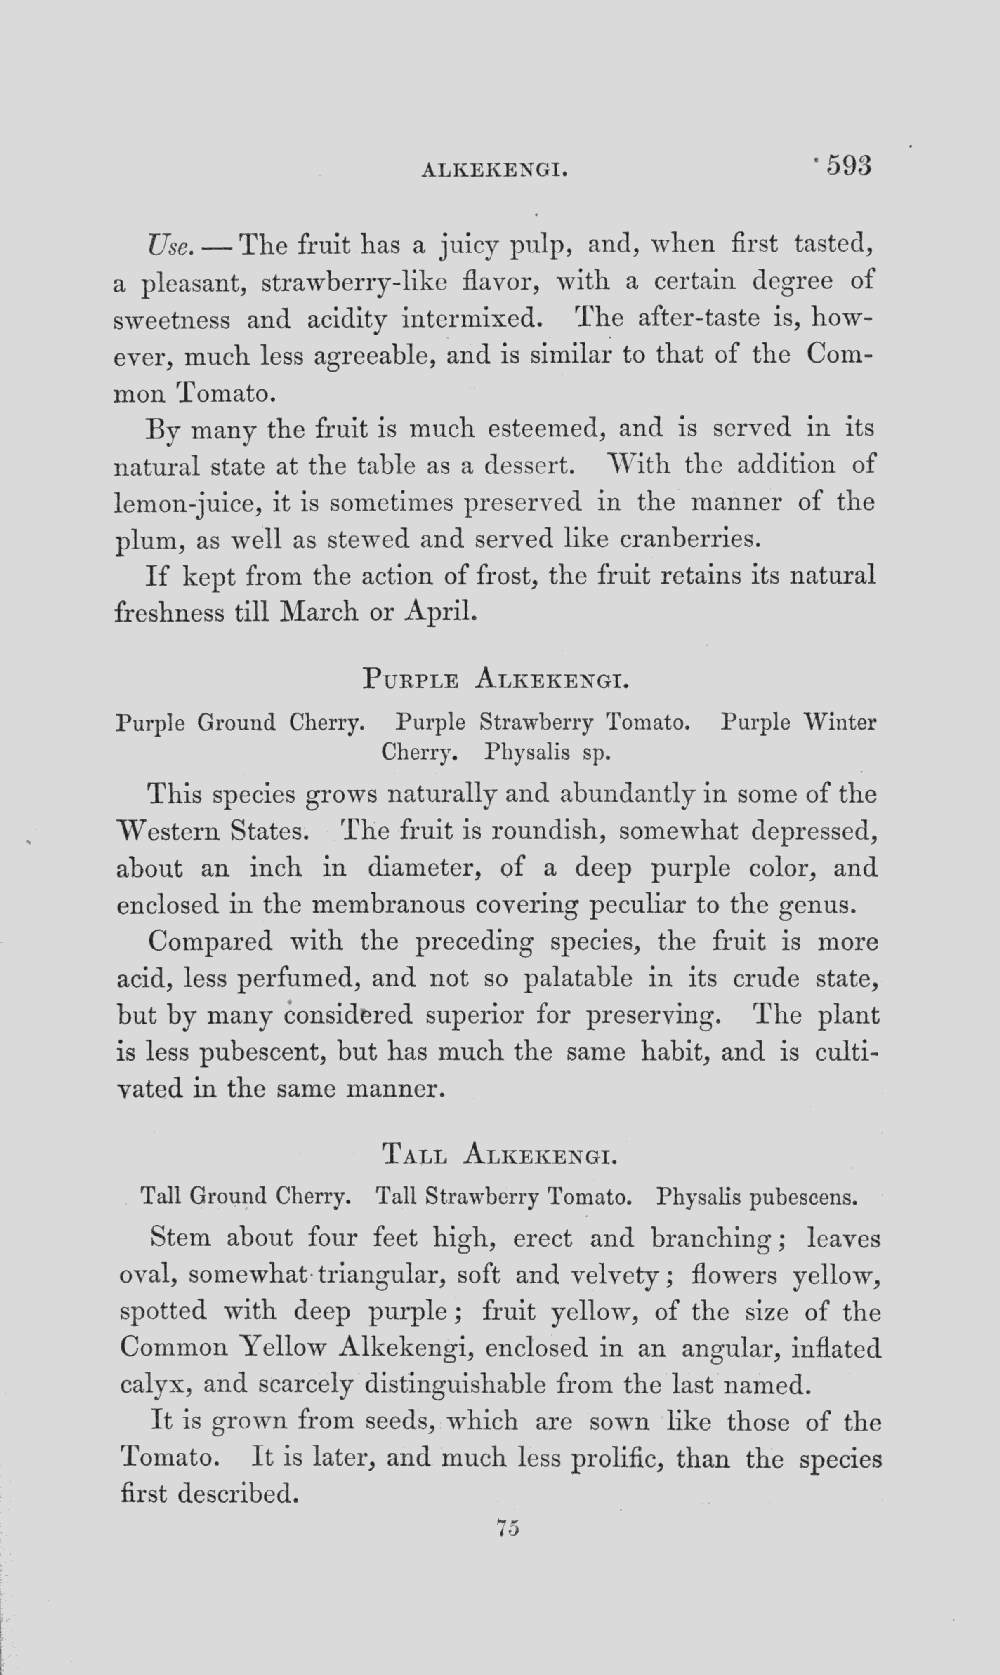 ALKEKENGI. 593
Use. — The fruit has a juicy pulp, and, when first tasted,
a pleasant, strawberry-like flavor, with a certain degree of
sweetness and acidity intermixed. The after-taste is, how-
ever, much less agreeable, and is similar to that of the Com-
mon Tomato.
By many the fruit is much esteemed, and is served in its
natural state at the table as a dessert. With the addition of
lemon-juice, it is sometimes preserved in the manner of the
plum, as well as stewed and served like cranberries.
If kept from the action of frost, the fruit retains its natural
freshness till March or April.
PURPLE ALKEKENGI.
Purple Ground Cherry. Purple Strawberry Tomato. Purple Winter
Cherry. Physalis sp.
This species grows naturally and abundantly in some of the
Western States. The fruit is roundish, somewhat depressed,
about an inch in diameter, of a deep purple color, and
enclosed in the membranous covering peculiar to the genus.
Compared with the preceding species, the fruit is more
acid, less perfumed, and not so palatable in its crude state,
but by many considered superior for preserving. The plant
is less pubescent, but has much the same habit, and is culti-
vated in the same manner.
TALL ALKEKENGI.
Tall Ground Cherry. Tall Strawberry Tomato. Physalis pubescens.
Stem about four feet high, erect and branching; leaves
oval, somewhat triangular, soft and velvety; flowers yellow,
spotted with deep purple; fruit yellow, of the size of the
Common Yellow Alkekengi, enclosed in an angular, inflated
calyx, and scarcely distinguishable from the last named.
It is grown from seeds, which are sown like those of the
Tomato. It is later, and much less prolific, than the species
first described.
75